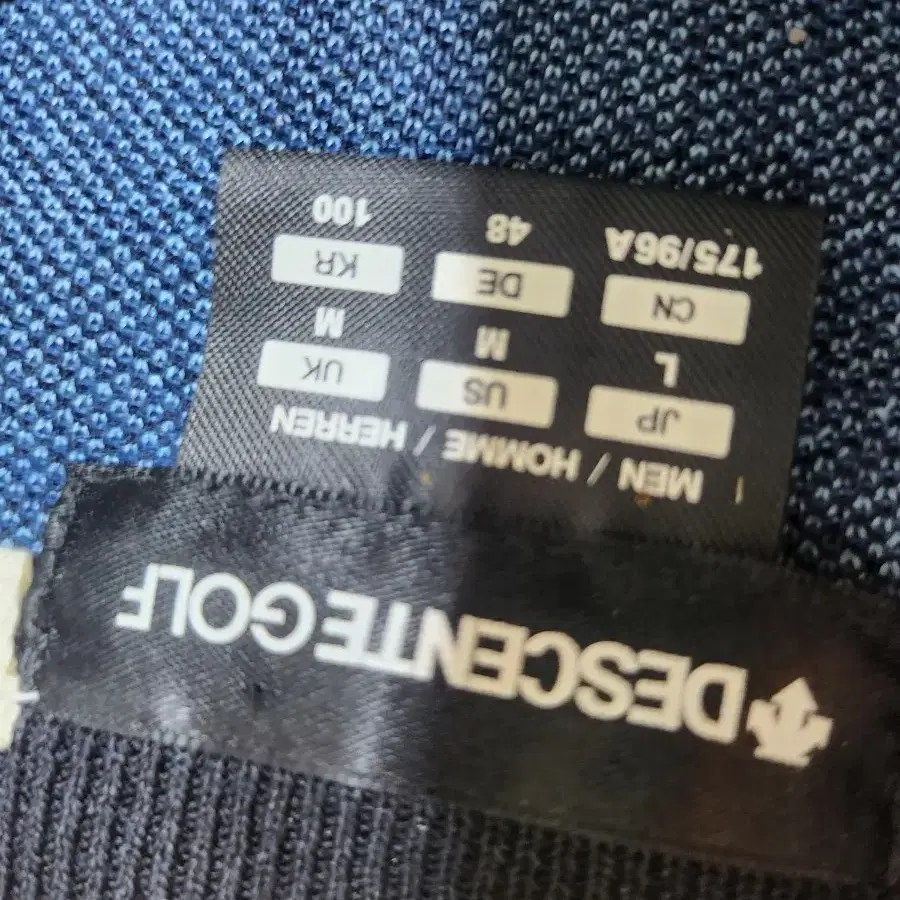 DESCENTE GOLF
MEN / HOMME / HERREN
JP US UK
L M M
CN DE KR
175/96A 48 100